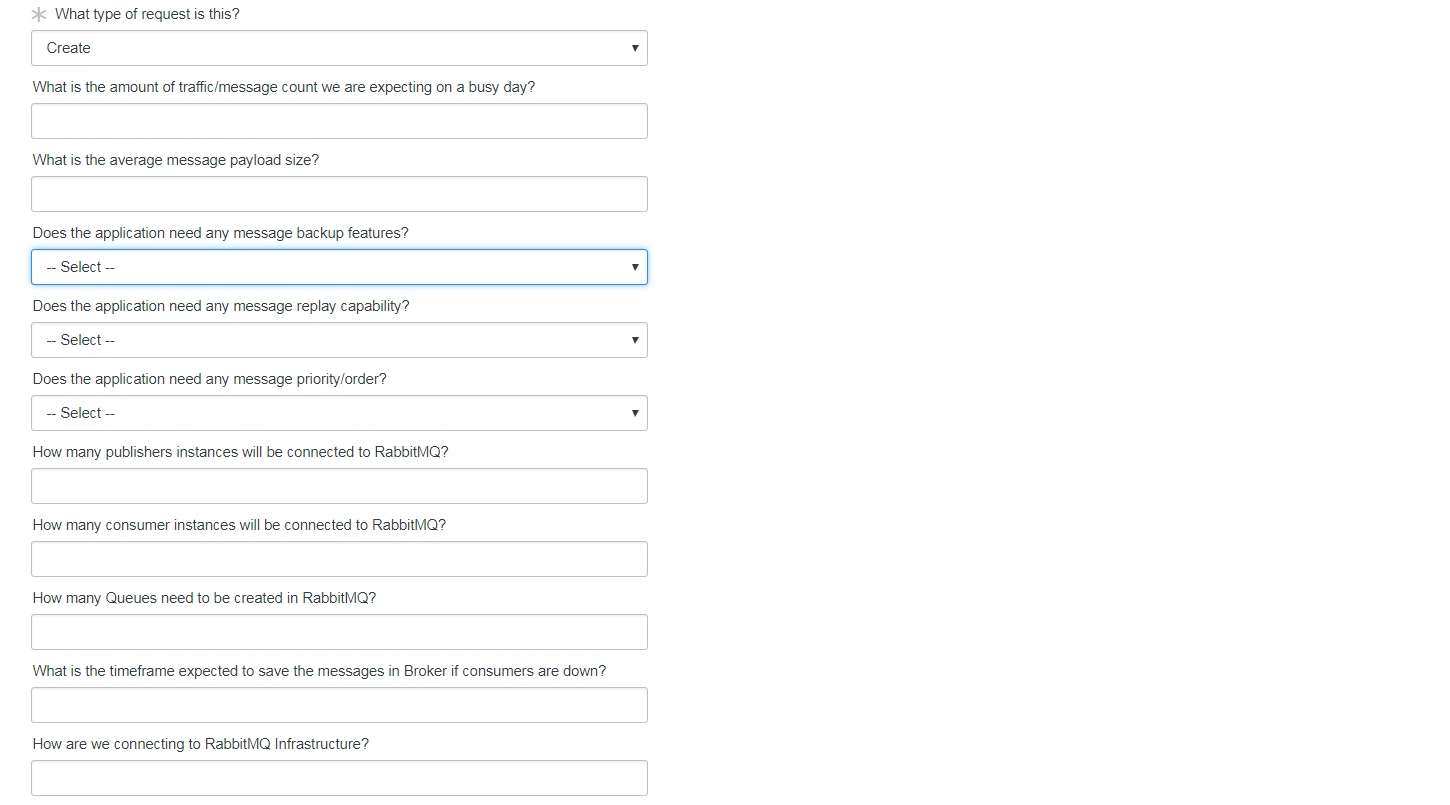 What type of request is this?
Create
What is the amount of traffic/message count we are expecting on a busy day?
What is the average message payload size?
Does the application need any message backup features?
-- Select --
Does the application need any message replay capability?
-- Select --
Does the application need any message priority/order?
-- Select --
How many publishers instances will be connected to RabbitMQ?
How many consumer instances will be connected to RabbitMQ?
How many Queues need to be created in RabbitMQ?
What is the timeframe expected to save the messages in Broker if consumers are down?
How are we connecting to RabbitMQ Infrastructure?